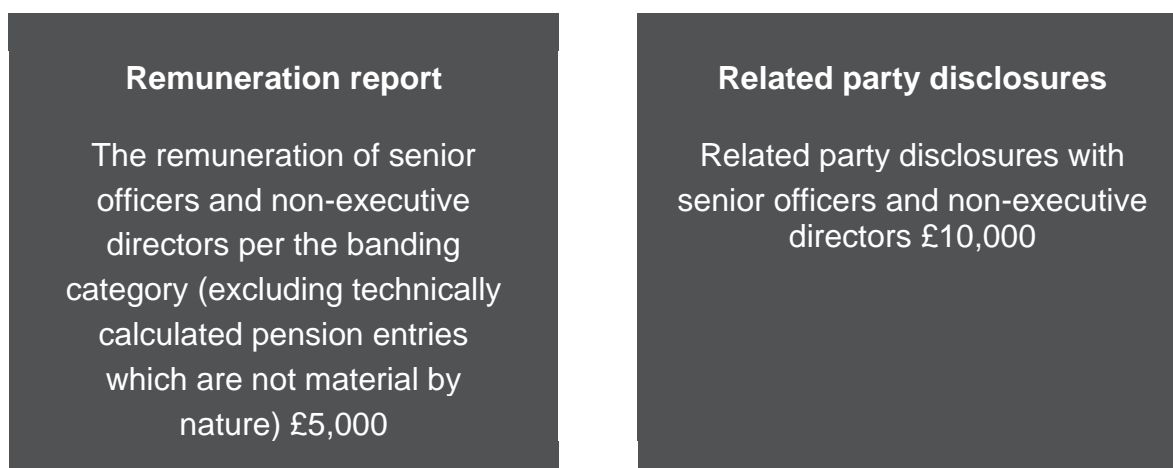 Remuneration report
The remuneration of senior
officers and non-executive
directors per the banding
category (excluding technically
calculated pension entries
which are not material by
nature) £5,000
Related party disclosures
Related party disclosures with
senior officers and non-executive
directors £10,000